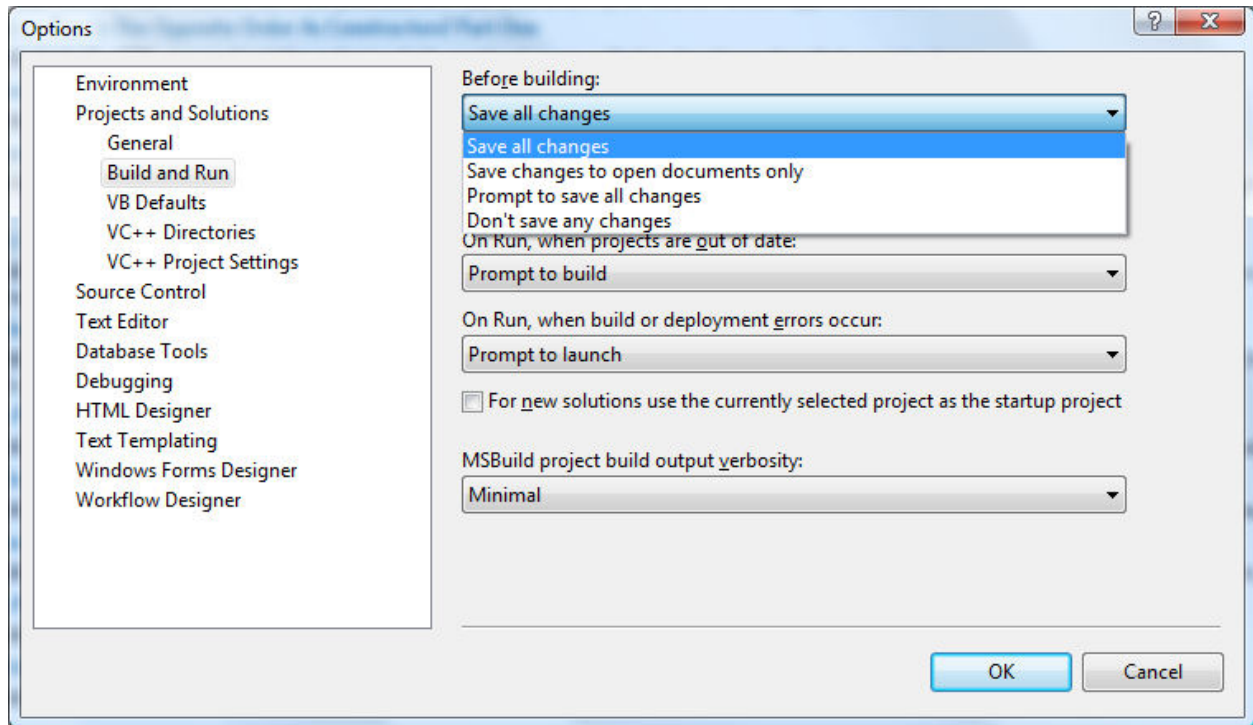 Options
Environment
Projects and Solutions
General
Build and Run
VB Defaults
VC++ Directories
VC++ Project Settings
Source Control
Text Editor
Database Tools
Debugging
HTML Designer
Text Templating
Windows Forms Designer
Workflow Designer
Before building:
Save all changes
Save all changes
Save changes to open documents only
Prompt to save all changes
Don't save any changes
On Run, when projects are out of date:
Prompt to build
On Run, when build or deployment errors occur:
Prompt to launch
For new solutions use the currently selected project as the startup project
MSBuild project build output verbosity:
Minimal
OK
Cancel